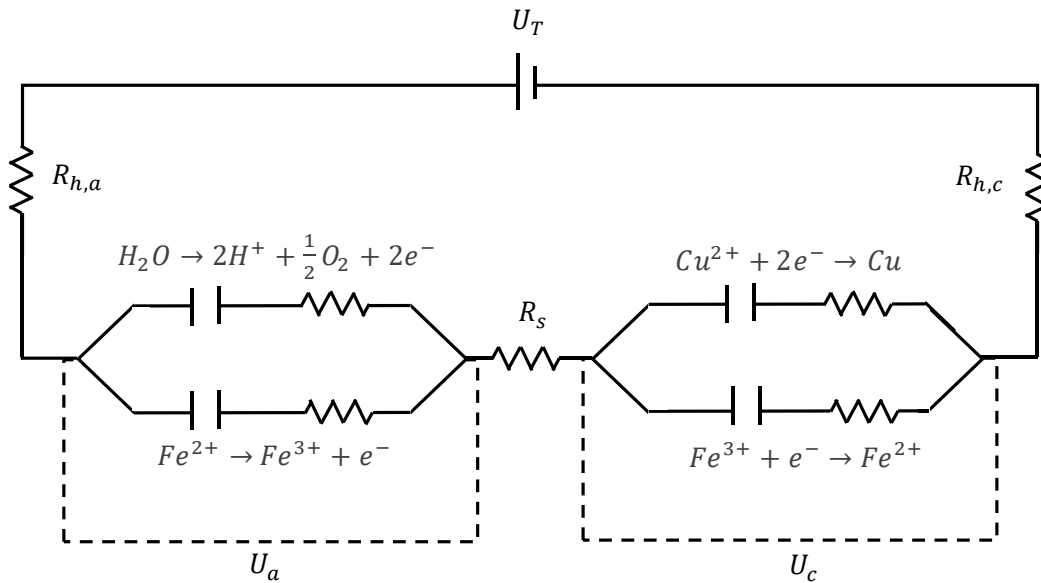 U_T
R_{h,a}
R_{h,c}
H_2O → 2H^+ + \frac{1}{2}O_2 + 2e^-
Cu^{2+} + 2e^- → Cu
R_s
Fe^{2+} → Fe^{3+} + e^-
Fe^{3+} + e^- → Fe^{2+}
U_a
U_c